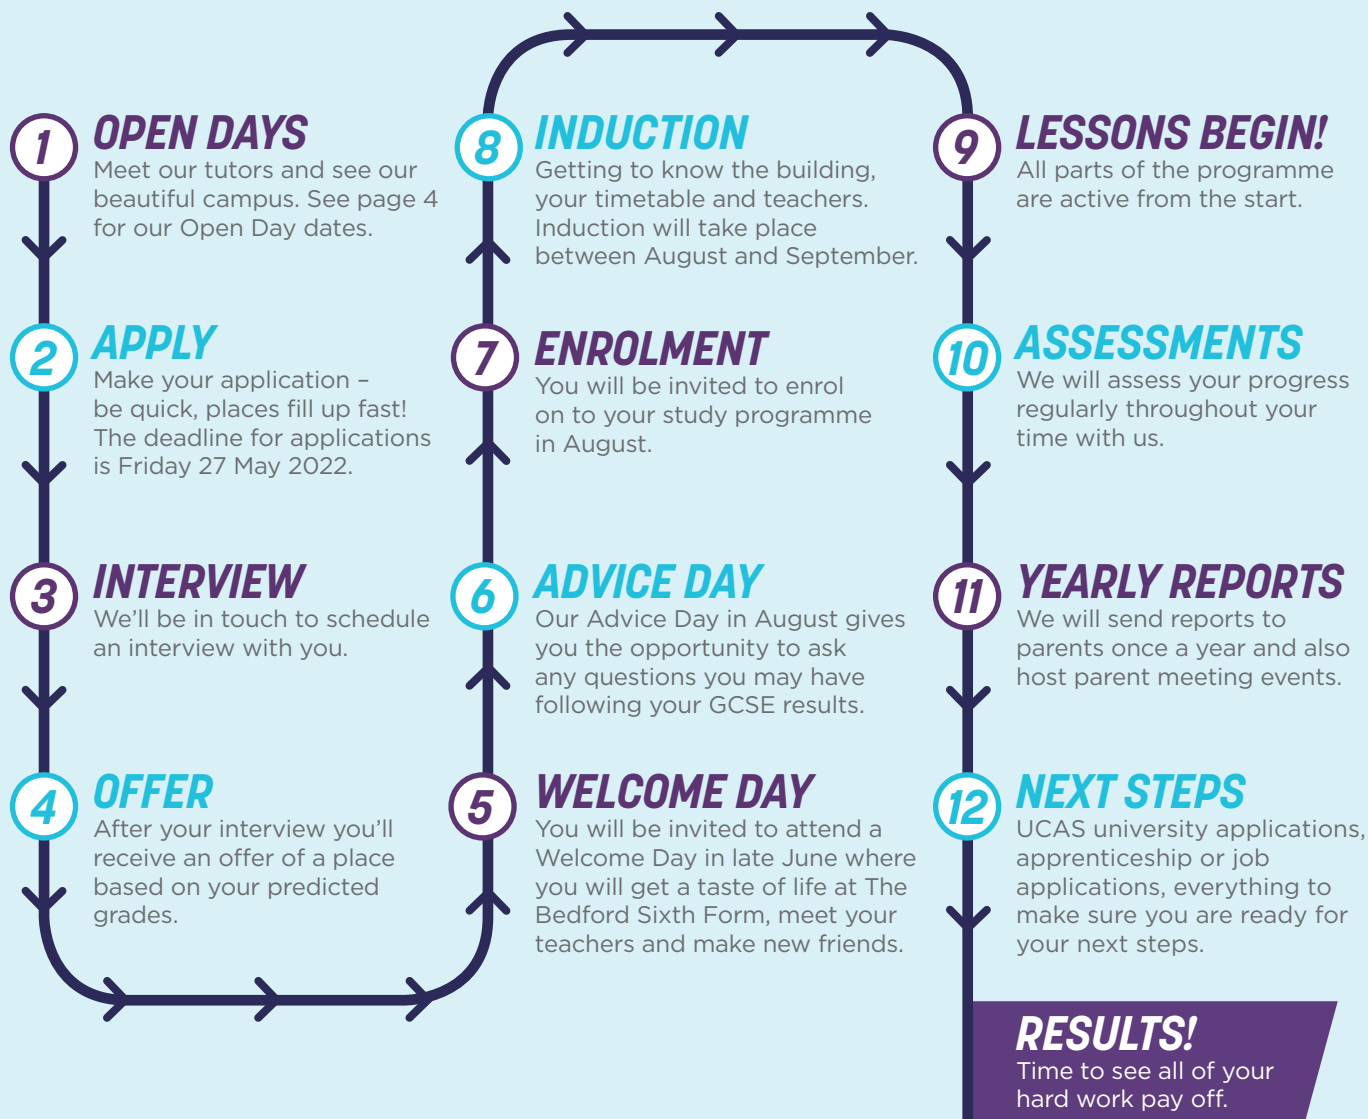 1
OPEN DAYS
Meet our tutors and see our
beautiful campus. See page 4
for our Open Day dates.
2
APPLY
Make your application –
be quick, places fill up fast!
The deadline for applications
is Friday 27 May 2022.
3
INTERVIEW
We’ll be in touch to schedule
an interview with you.
4
OFFER
After your interview you’ll
receive an offer of a place
based on your predicted
grades.
5
WELCOME DAY
You will be invited to attend a
Welcome Day in late June where
you will get a taste of life at The
Bedford Sixth Form, meet your
teachers and make new friends.
6
ADVICE DAY
Our Advice Day in August gives
you the opportunity to ask
any questions you may have
following your GCSE results.
7
ENROLMENT
You will be invited to enrol
on to your study programme
in August.
8
INDUCTION
Getting to know the building,
your timetable and teachers.
Induction will take place
between August and September.
9
LESSONS BEGIN!
All parts of the programme
are active from the start.
10
ASSESSMENTS
We will assess your progress
regularly throughout your
time with us.
11
YEARLY REPORTS
We will send reports to
parents once a year and also
host parent meeting events.
12
NEXT STEPS
UCAS university applications,
apprenticeship or job
applications, everything to
make sure you are ready for
your next steps.
RESULTS!
Time to see all of your
hard work pay off.